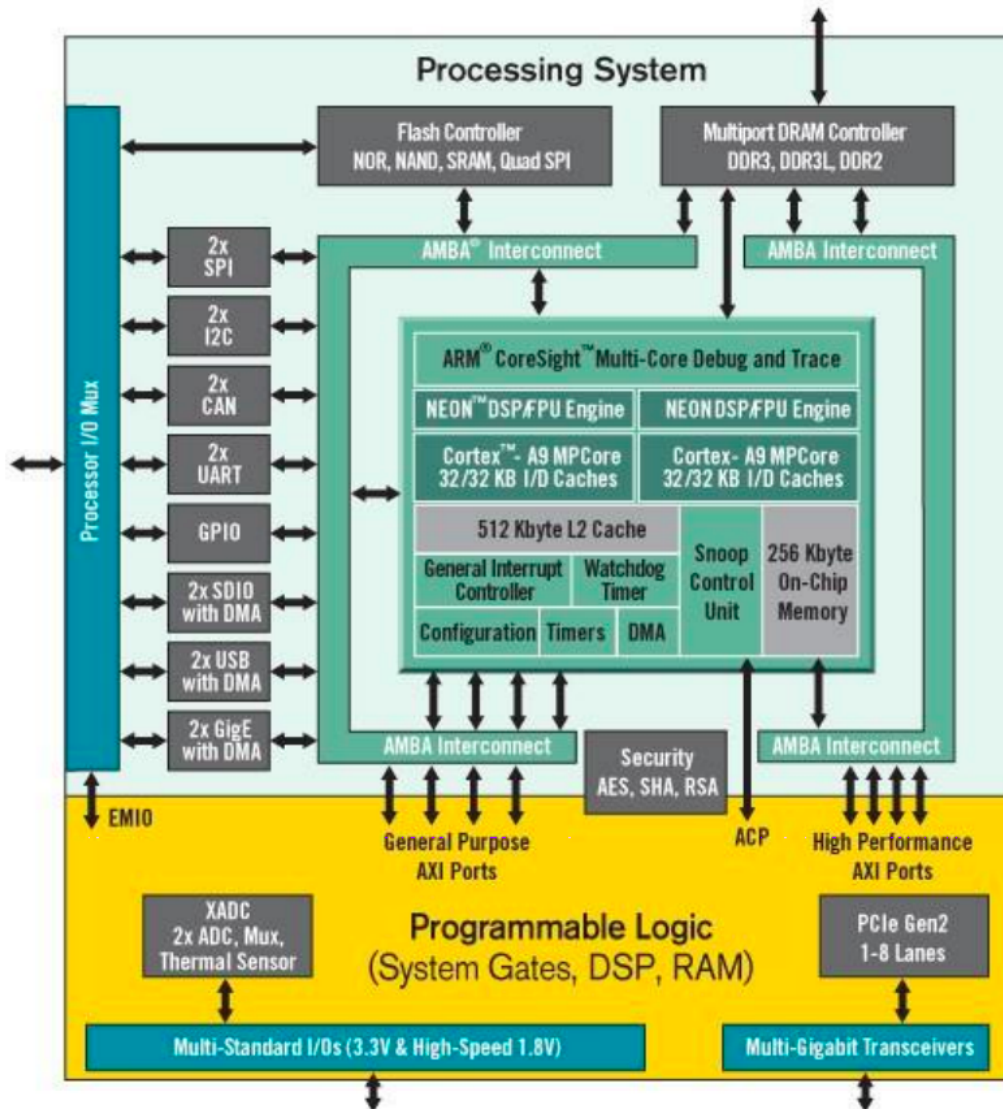 Processing System
Flash Controller
NOR, NAND, SRAM, Quad SPI
Multiport DRAM Controller
DDR3, DDR3L, DDR2
Processor I/O Mux
2x
SPI
2x
I2C
2x
CAN
2x
UART
GPIO
2x SDIO
with DMA
2x USB
with DMA
2x GigE
with DMA
AMBA® Interconnect
AMBA Interconnect
ARM® CoreSight™ Multi-Core Debug and Trace
NEON™ DSP/FPU Engine
NEON DSP/FPU Engine
Cortex™- A9 MPCore
32/32 KB I/D Caches
Cortex- A9 MPCore
32/32 KB I/D Caches
512 Kbyte L2 Cache
General Interrupt
Controller
Watchdog
Timer
Configuration
Timers
DMA
Snoop
Control
Unit
256 Kbyte
On-Chip
Memory
AMBA Interconnect
Security
AES, SHA, RSA
AMBA Interconnect
EMIO
General Purpose
AXI Ports
ACP
High Performance
AXI Ports
XADC
2x ADC, Mux,
Thermal Sensor
Programmable Logic
(System Gates, DSP, RAM)
PCIe Gen2
1-8 Lanes
Multi-Standard I/Os (3.3V & High-Speed 1.8V)
Multi-Gigabit Transceivers